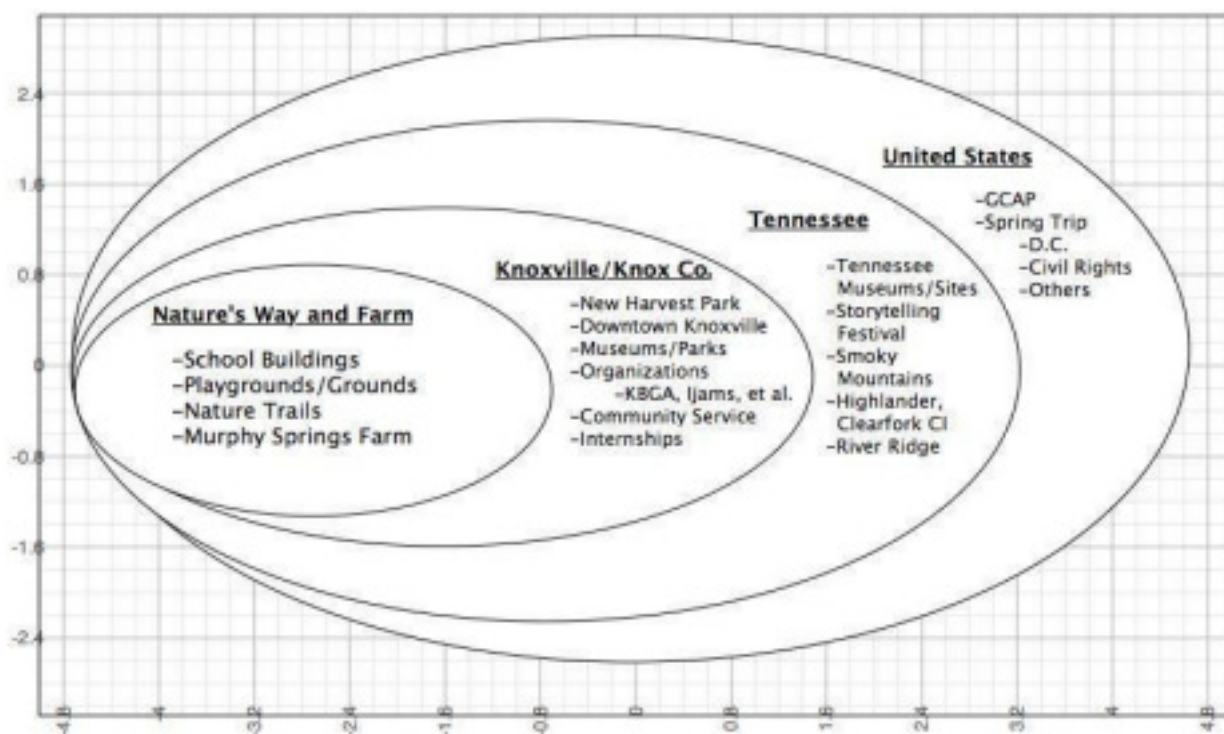 2.4
1.6
0.8
0
-0.8
-1.6
-2.4
-4.8
-4
-3.2
-2.4
-1.6
-0.8
0
0.8
1.6
2.4
3.2
4
4.8
Nature's Way and Farm
-School Buildings
-Playgrounds/Grounds
-Nature Trails
-Murphy Springs Farm
Knoxville/Knox Co.
-New Harvest Park
-Downtown Knoxville
-Museums/Parks
-Organizations
-KBGA, Ijams, et al.
-Community Service
-Internships
Tennessee
-Tennessee
Museums/Sites
-Storytelling
Festival
-Smoky
Mountains
-Highlander,
Clearfork CI
-River Ridge
United States
-GCAP
-Spring Trip
-D.C.
-Civil Rights
-Others